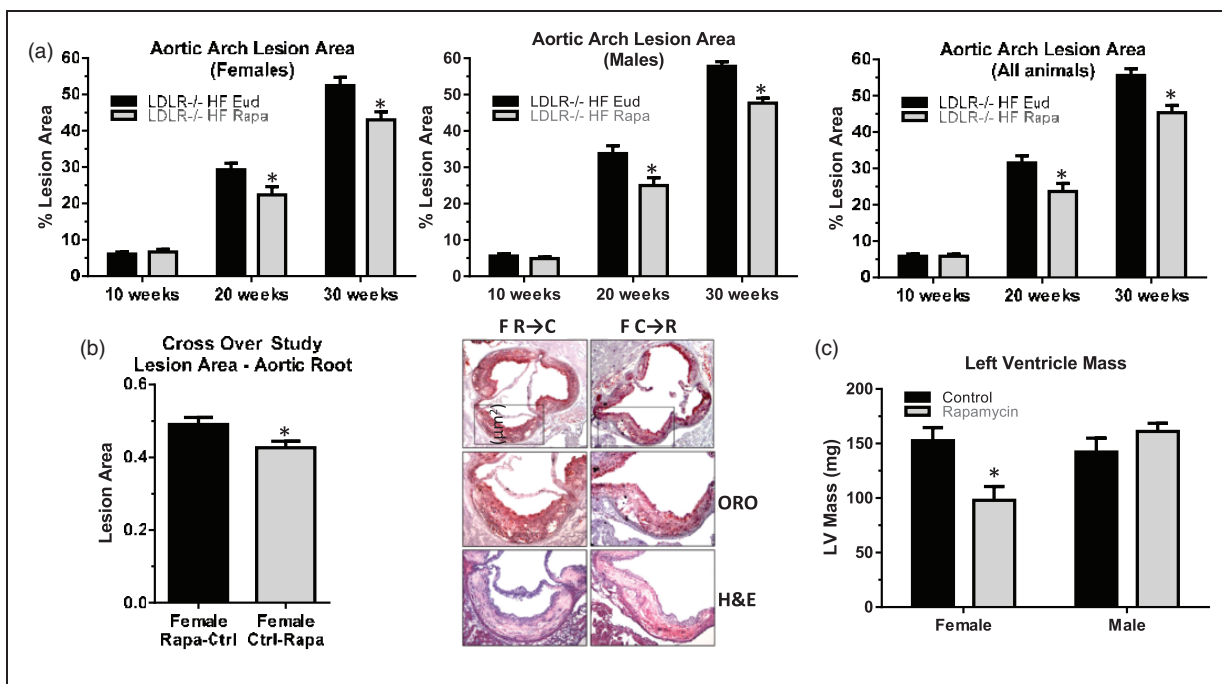 (a)
Aortic Arch Lesion Area
(Females)
60
50
40
30
20
10
0
% Lesion Area
LDLR-/- HF Eud
LDLR-/- HF Rapa
*
*
10 weeks
20 weeks
30 weeks
Aortic Arch Lesion Area
(Males)
60
50
40
30
20
10
0
% Lesion Area
LDLR-/- HF Eud
LDLR-/- HF Rapa
*
*
10 weeks
20 weeks
30 weeks
Aortic Arch Lesion Area
(All animals)
60
50
40
30
20
10
0
% Lesion Area
LDLR-/- HF Eud
LDLR-/- HF Rapa
*
*
10 weeks
20 weeks
30 weeks
(b)
Cross Over Study
Lesion Area - Aortic Root
0.6
0.4
0.2
0.0
Lesion Area
*
Female
Rapa-Ctrl
Female
Ctrl-Rapa
F R→C
F C→R
(μm²)
ORO
H&E
(c)
Left Ventricle Mass
200
150
100
50
0
LV Mass (mg)
Control
Rapamycin
*
Female
Male